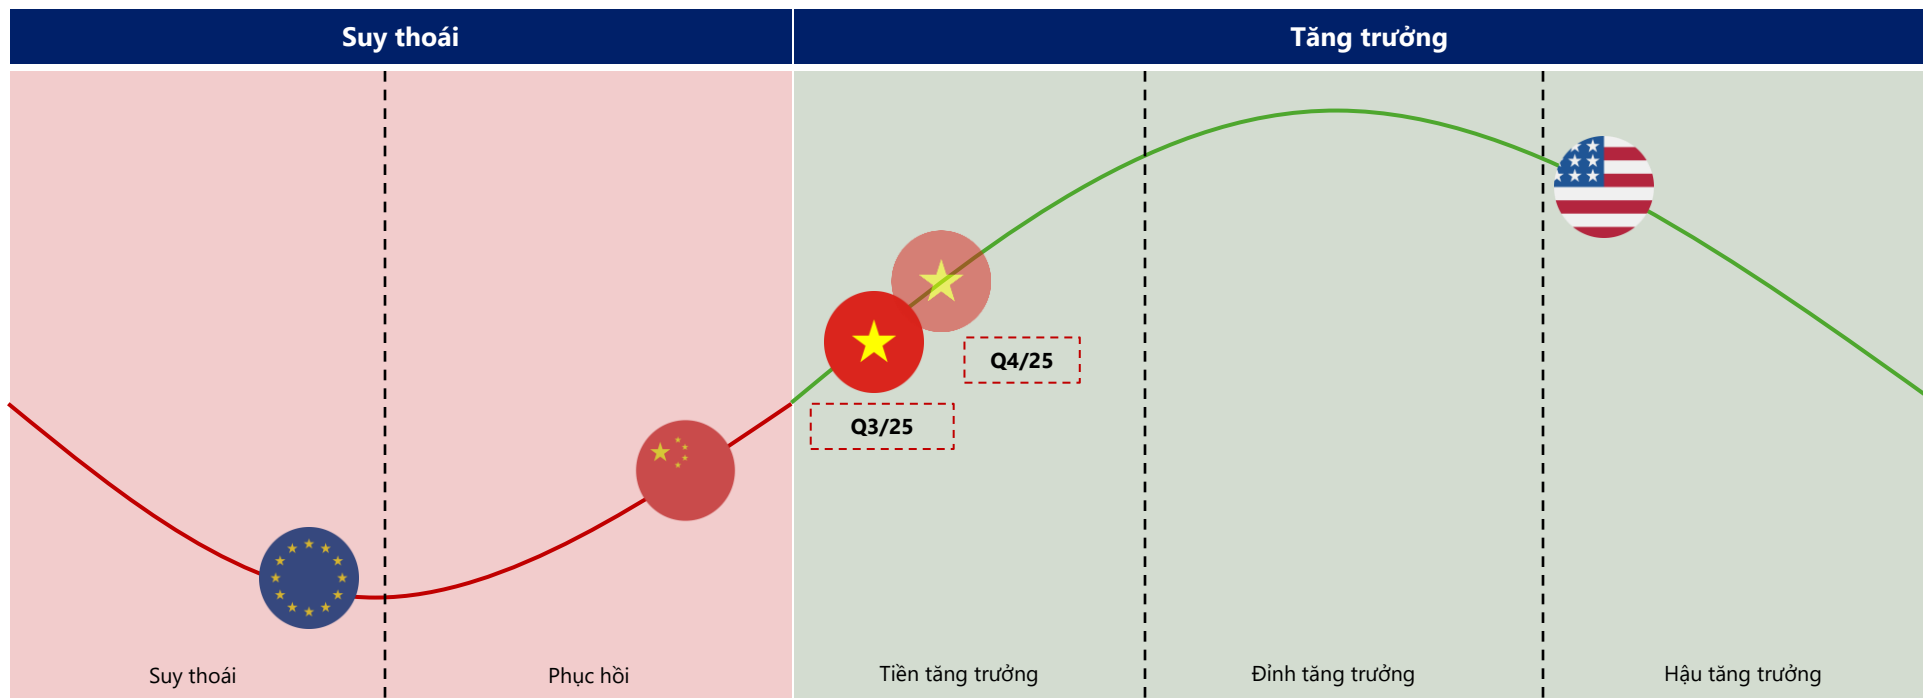 Suy thoái
Tăng trưởng
Q4/25
Q3/25
Suy thoái
Phục hồi
Tiền tăng trưởng
Đỉnh tăng trưởng
Hậu tăng trưởng